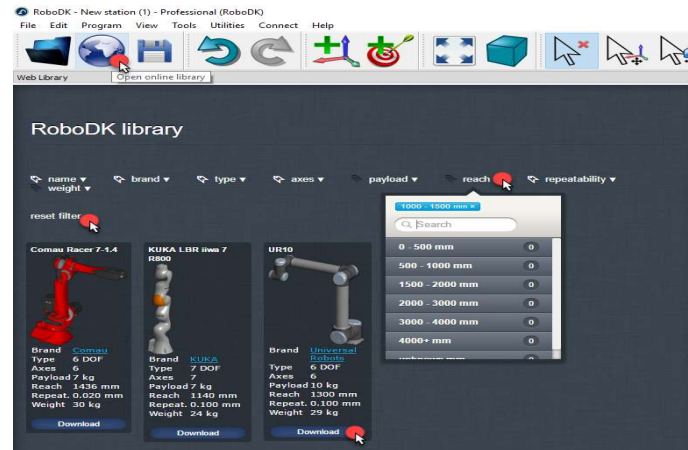 RoboDK - New station (1) - Professional (RoboDK)
File Edit Program View Tools Utilities Connect Help
Web Library
Open online library
RoboDK library
name brand type axes payload reach repeatability
weight
reset filter
1000 - 1500 mm ×
Search
0 - 500 mm 0
500 - 1000 mm 0
1500 - 2000 mm 0
2000 - 3000 mm 0
3000 - 4000 mm 0
4000+ mm 0
unknown mm
Comau Racer 7-1.4
Brand Comau
Type 6 DOF
Axes 6
Payload 7 kg
Reach 1436 mm
Repeat. 0.020 mm
Weight 30 kg
Download
KUKA LBR iiwa 7
R800
Brand KUKA
Type 7 DOF
Axes 7
Payload 7 kg
Reach 1140 mm
Repeat. 0.100 mm
Weight 24 kg
Download
UR10
Brand Universal
Robots
Type 6 DOF
Axes 6
Payload 10 kg
Reach 1300 mm
Repeat. 0.100 mm
Weight 29 kg
Download